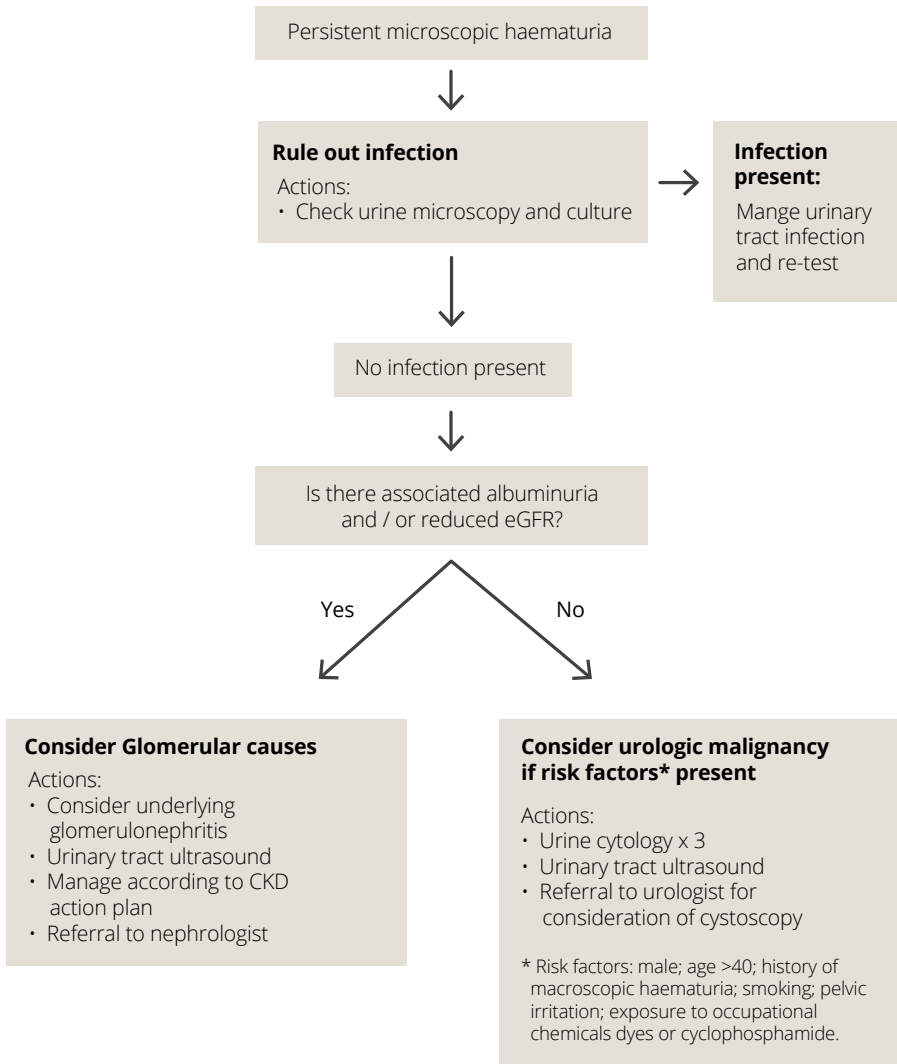 Persistent microscopic haematuria
Rule out infection
Actions:
• Check urine microscopy and culture
Infection
present:
Mange urinary
tract infection
and re-test
No infection present
Is there associated albuminuria
and / or reduced eGFR?
Yes
No
Consider Glomerular causes
Actions:
• Consider underlying
glomerulonephritis
• Urinary tract ultrasound
• Manage according to CKD
action plan
• Referral to nephrologist
Consider urologic malignancy
if risk factors* present
Actions:
• Urine cytology x 3
• Urinary tract ultrasound
• Referral to urologist for
consideration of cystoscopy
* Risk factors: male; age >40; history of
macroscopic haematuria; smoking; pelvic
irritation; exposure to occupational
chemicals dyes or cyclophosphamide.